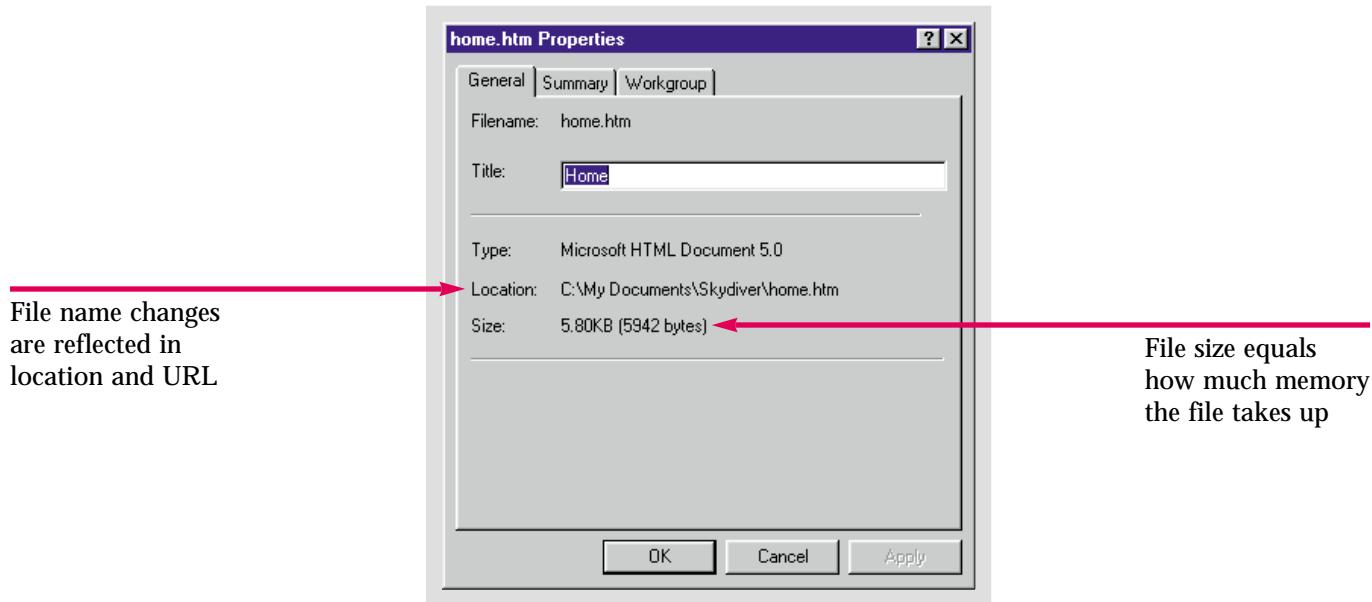 home.htm Properties
General Summary Workgroup
Filename: home.htm
Title: Home
Type: Microsoft HTML Document 5.0
Location: C:\My Documents\Skydiver\home.htm
Size: 5.80KB (5942 bytes)
OK Cancel Apply
File name changes
are reflected in
location and URL
File size equals
how much memory
the file takes up